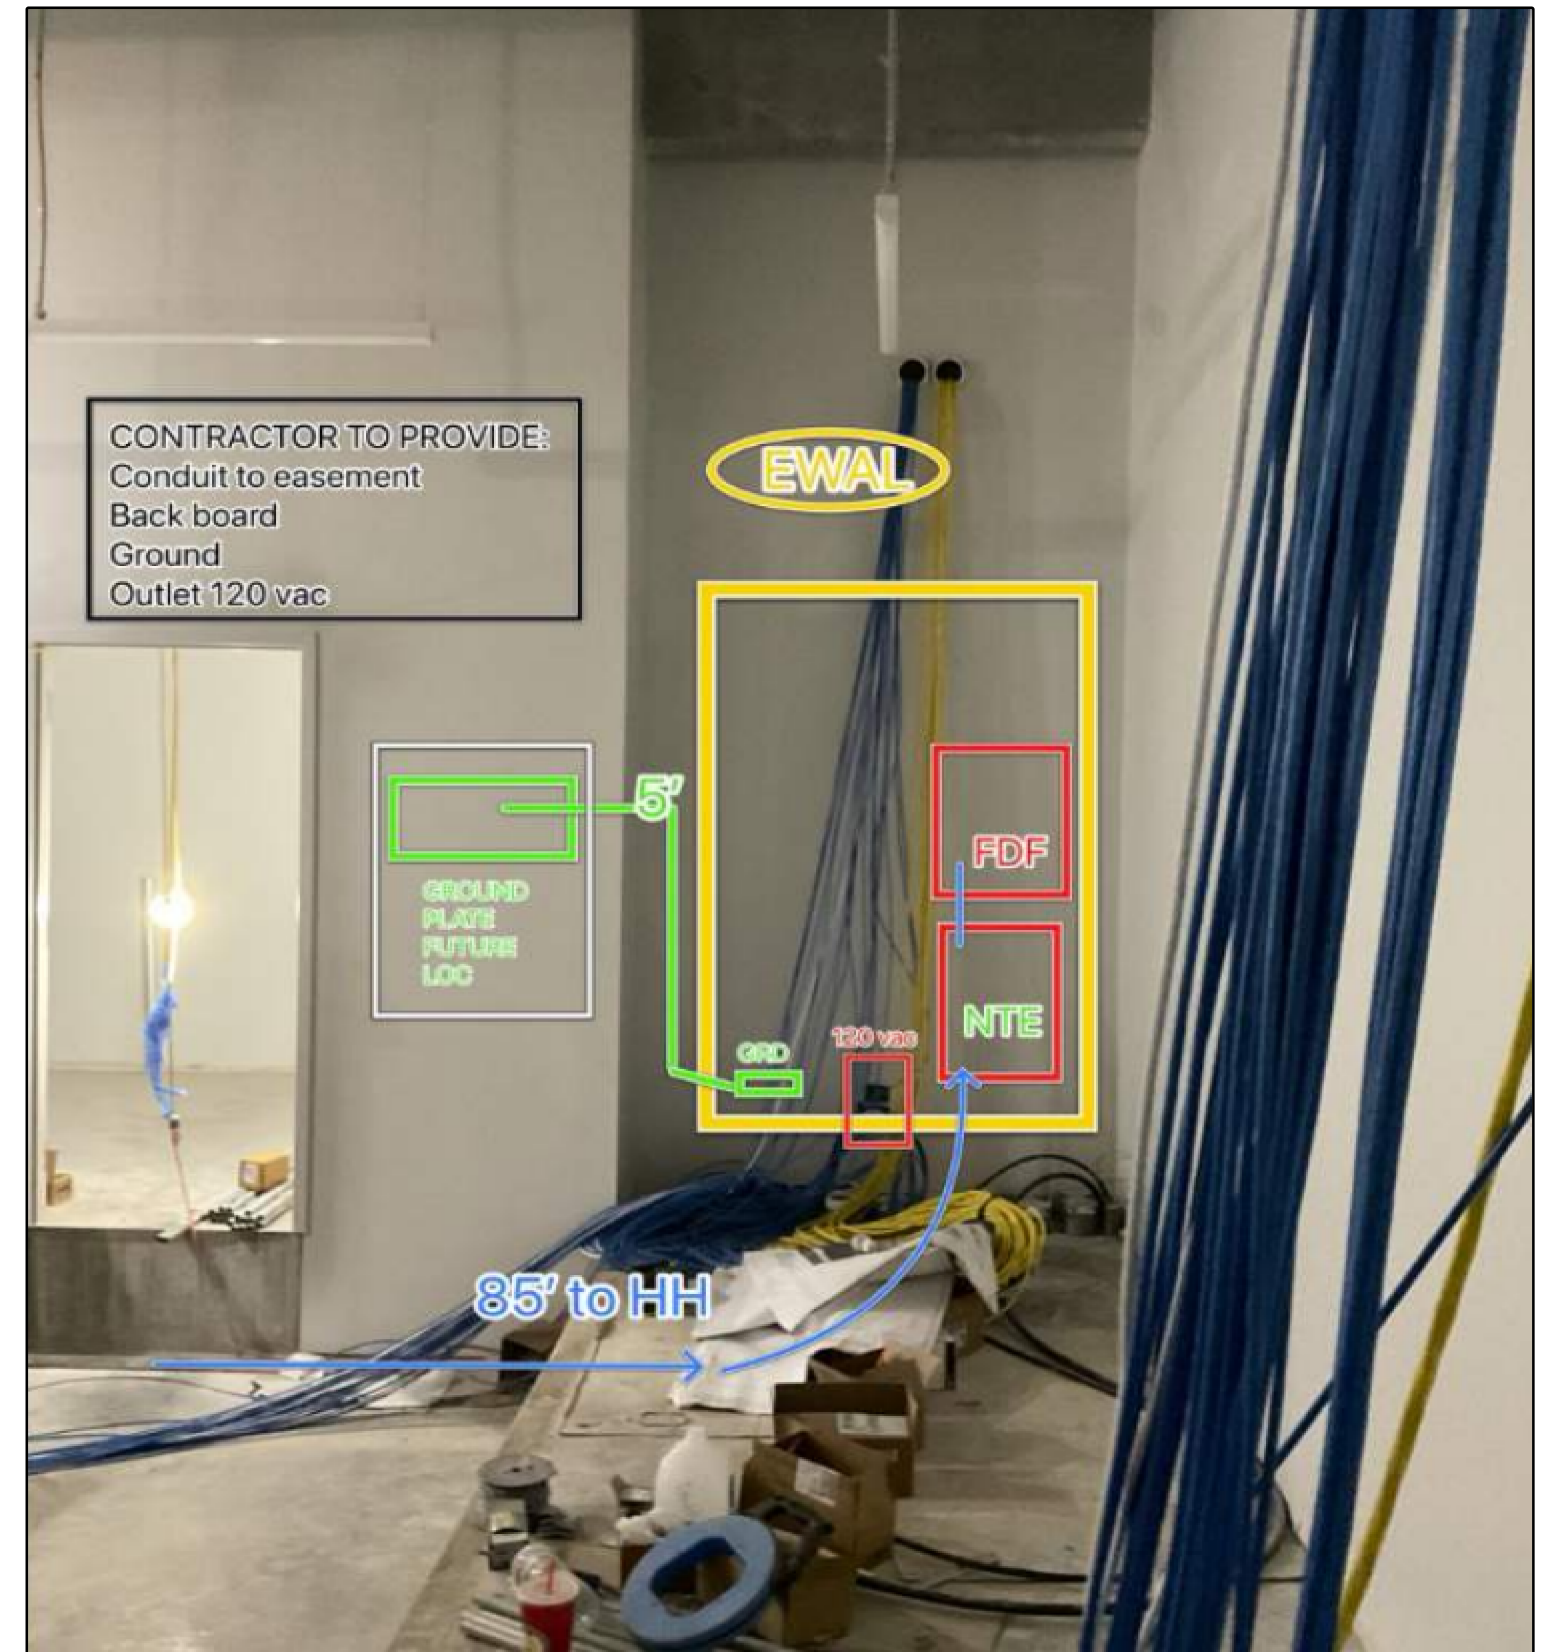 CONTRACTOR TO PROVIDE:
Conduit to easement
Back board
Ground
Outlet 120 vac
EWAL
5'
FDF
GROUND
PLATE
FUTURE
LOC
NTE
120 vac
GRD
85' to HH